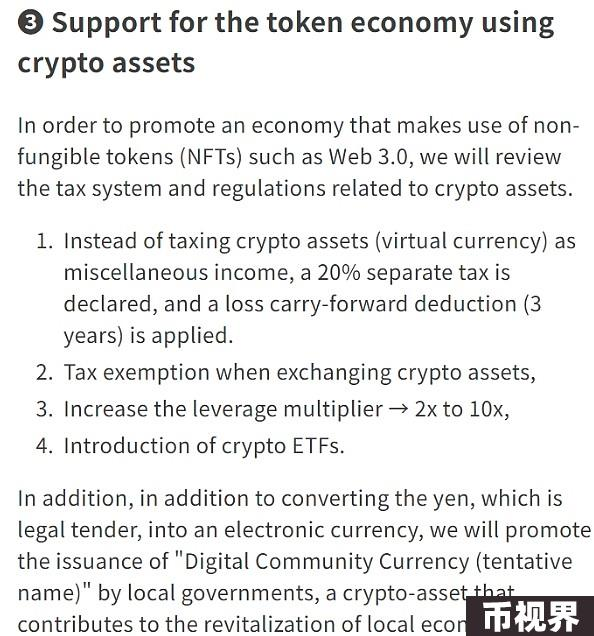 ❸ Support for the token economy using
crypto assets
In order to promote an economy that makes use of non-
fungible tokens (NFTs) such as Web 3.0, we will review
the tax system and regulations related to crypto assets.
1. Instead of taxing crypto assets (virtual currency) as
miscellaneous income, a 20% separate tax is
declared, and a loss carry-forward deduction (3
years) is applied.
2. Tax exemption when exchanging crypto assets,
3. Increase the leverage multiplier → 2x to 10x,
4. Introduction of crypto ETFs.
In addition, in addition to converting the yen, which is
legal tender, into an electronic currency, we will promote
the issuance of "Digital Community Currency (tentative
name)" by local governments, a crypto-asset that
contributes to the revitalization of local
币视界